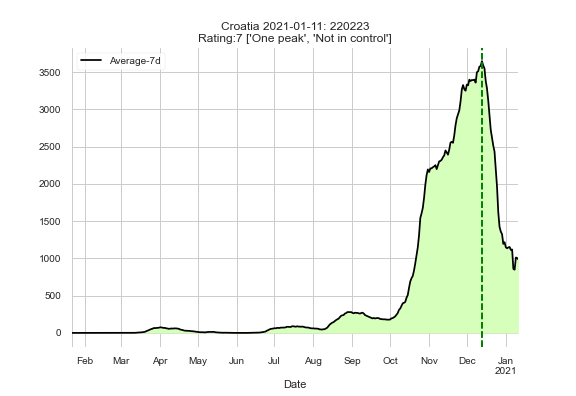 Croatia 2021-01-11: 220223
Rating:7 ['One peak', 'Not in control']
Average-7d
3500
3000
2500
2000
1500
1000
500
0
Feb Mar Apr May Jun Jul Aug Sep Oct Nov Dec Jan
2021
Date